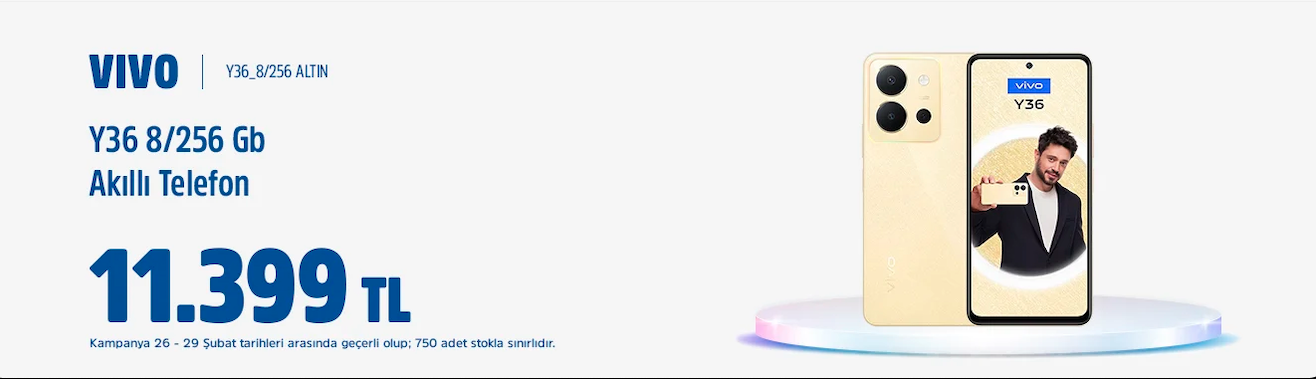 VIVO
Y36_8/256 ALTIN
Y36 8/256 Gb
Akıllı Telefon
11.399 TL
Kampanya 26 - 29 Şubat tarihleri arasında geçerli olup; 750 adet stokla sınırlıdır.
vivo
vivo
Y36